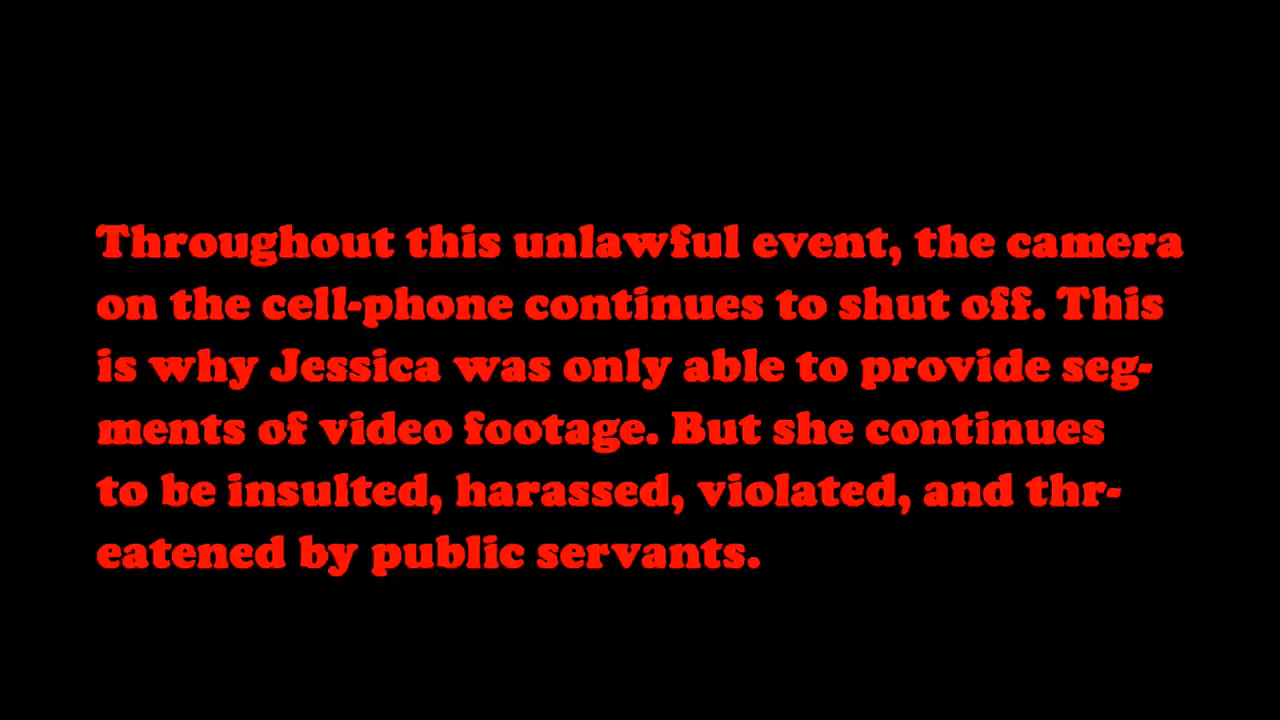 Throughout this unlawful event, the camera
on the cell-phone continues to shut off. This
is why Jessica was only able to provide seg-
ments of video footage. But she continues
to be insulted, harassed, violated, and thr-
eatened by public servants.